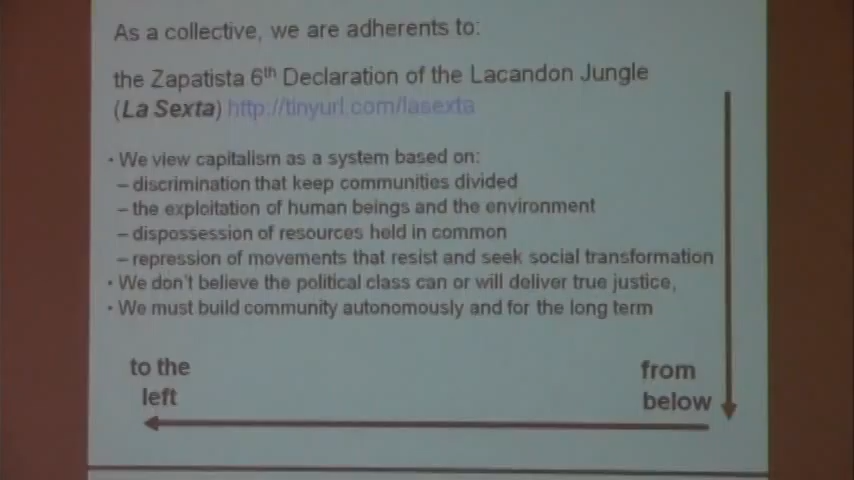 As a collective, we are adherents to:
the Zapatista 6th Declaration of the Lacandon Jungle
(La Sexta) http://tinyurl.com/lasexta
• We view capitalism as a system based on:
– discrimination that keep communities divided
– the exploitation of human beings and the environment
– dispossession of resources held in common
– repression of movements that resist and seek social transformation
• We don't believe the political class can or will deliver true justice,
• We must build community autonomously and for the long term
to the
left
from
below